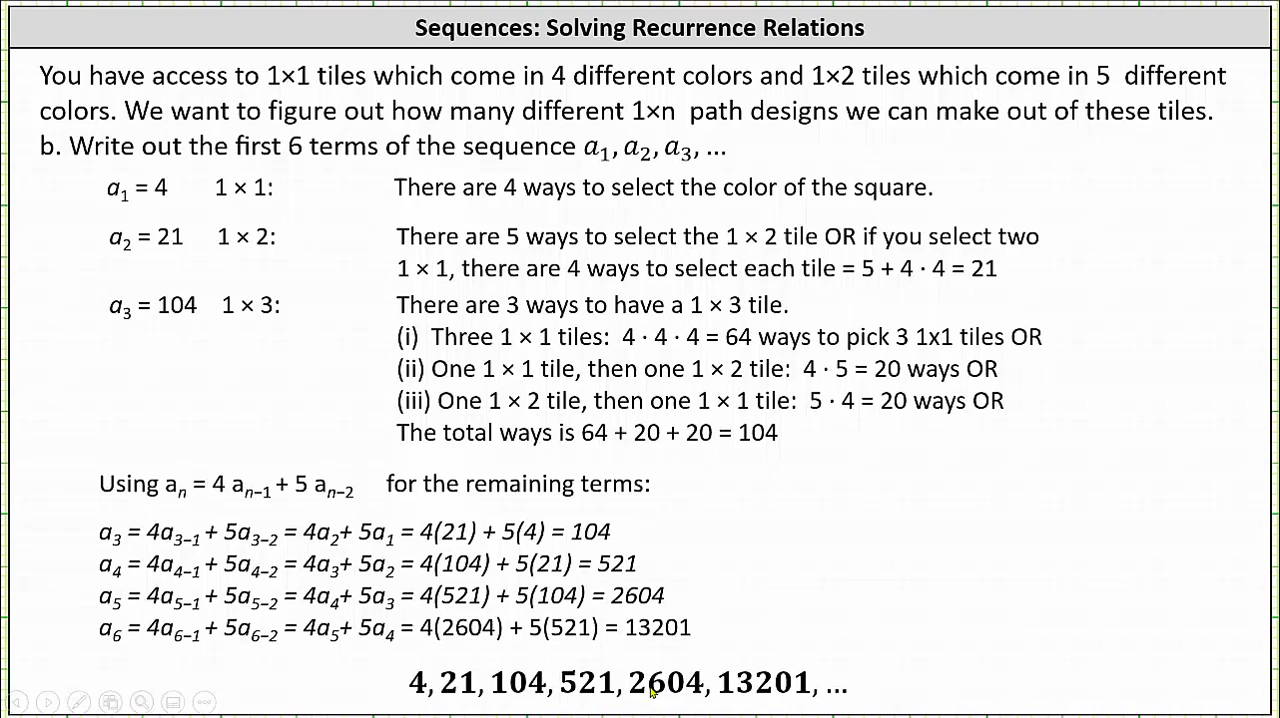 Sequences: Solving Recurrence Relations
You have access to 1×1 tiles which come in 4 different colors and 1×2 tiles which come in 5 different
colors. We want to figure out how many different 1×n path designs we can make out of these tiles.
b. Write out the first 6 terms of the sequence a₁, a₂, a₃, ...
a₁ = 4 1 × 1: There are 4 ways to select the color of the square.
a₂ = 21 1 × 2: There are 5 ways to select the 1 × 2 tile OR if you select two
1 × 1, there are 4 ways to select each tile = 5 + 4 · 4 = 21
a₃ = 104 1 × 3: There are 3 ways to have a 1 × 3 tile.
(i) Three 1 × 1 tiles: 4 · 4 · 4 = 64 ways to pick 3 1x1 tiles OR
(ii) One 1 × 1 tile, then one 1 × 2 tile: 4 · 5 = 20 ways OR
(iii) One 1 × 2 tile, then one 1 × 1 tile: 5 · 4 = 20 ways OR
The total ways is 64 + 20 + 20 = 104
Using aₙ = 4 aₙ₋₁ + 5 aₙ₋₂ for the remaining terms:
a₃ = 4a₃₋₁ + 5a₃₋₂ = 4a₂+ 5a₁ = 4(21) + 5(4) = 104
a₄ = 4a₄₋₁ + 5a₄₋₂ = 4a₃+ 5a₂ = 4(104) + 5(21) = 521
a₅ = 4a₅₋₁ + 5a₅₋₂ = 4a₄+ 5a₃ = 4(521) + 5(104) = 2604
a₆ = 4a₆₋₁ + 5a₆₋₂ = 4a₅+ 5a₄ = 4(2604) + 5(521) = 13201
4, 21, 104, 521, 2604, 13201, ...